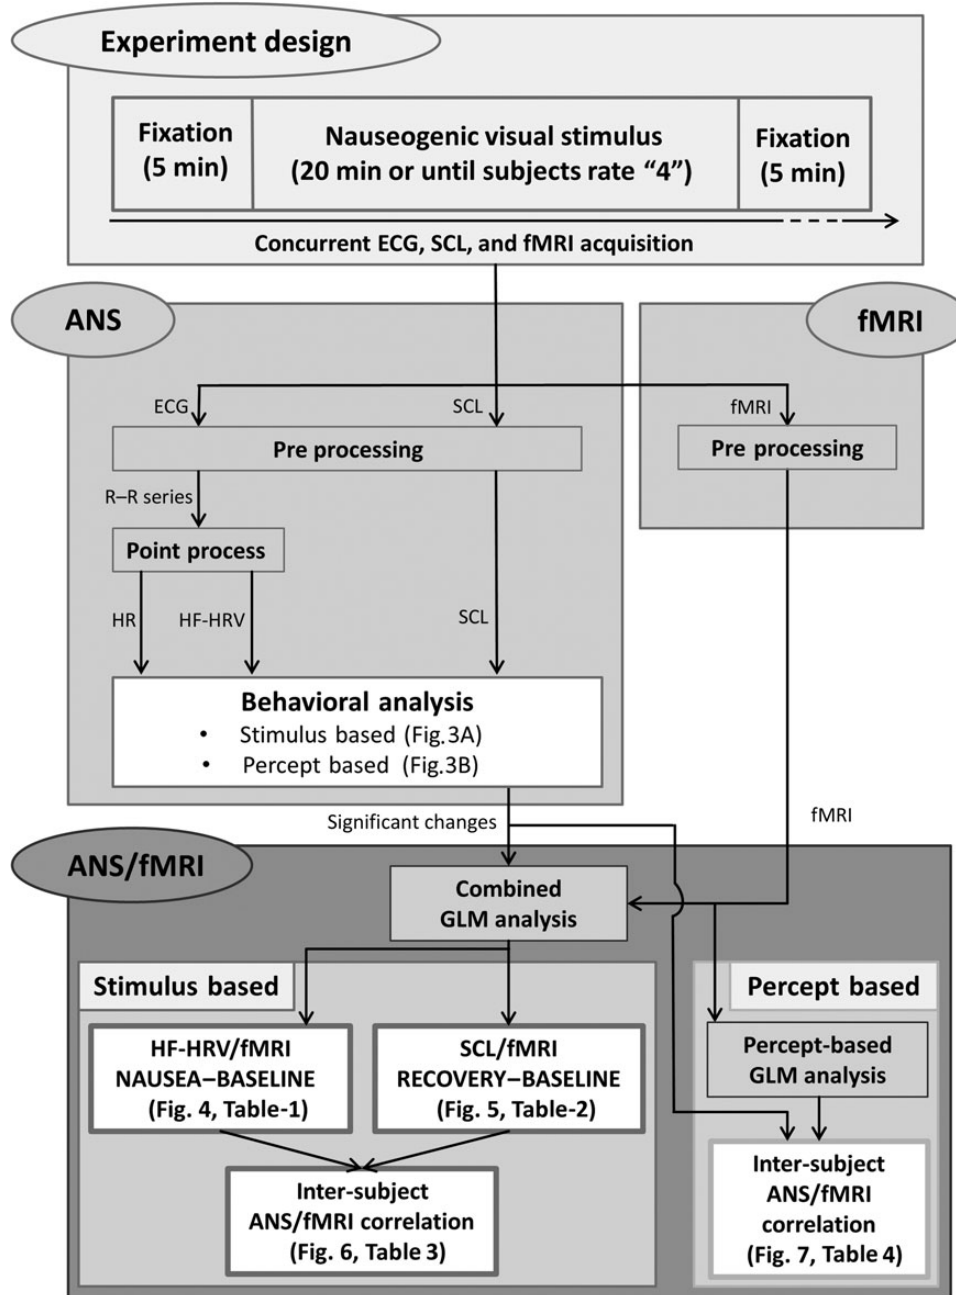 Experiment design
Fixation
(5 min)
Nauseogenic visual stimulus
(20 min or until subjects rate “4”)
Fixation
(5 min)
Concurrent ECG, SCL, and fMRI acquisition
ANS
fMRI
ECG
SCL
fMRI
Pre processing
Pre processing
R–R series
Point process
HR
HF-HRV
SCL
Behavioral analysis
• Stimulus based (Fig.3A)
• Percept based (Fig.3B)
Significant changes
fMRI
ANS/fMRI
Combined
GLM analysis
Stimulus based
Percept based
HF-HRV/fMRI
NAUSEA–BASELINE
(Fig. 4, Table-1)
SCL/fMRI
RECOVERY–BASELINE
(Fig. 5, Table-2)
Percept-based
GLM analysis
Inter-subject
ANS/fMRI correlation
(Fig. 6, Table 3)
Inter-subject
ANS/fMRI
correlation
(Fig. 7, Table 4)